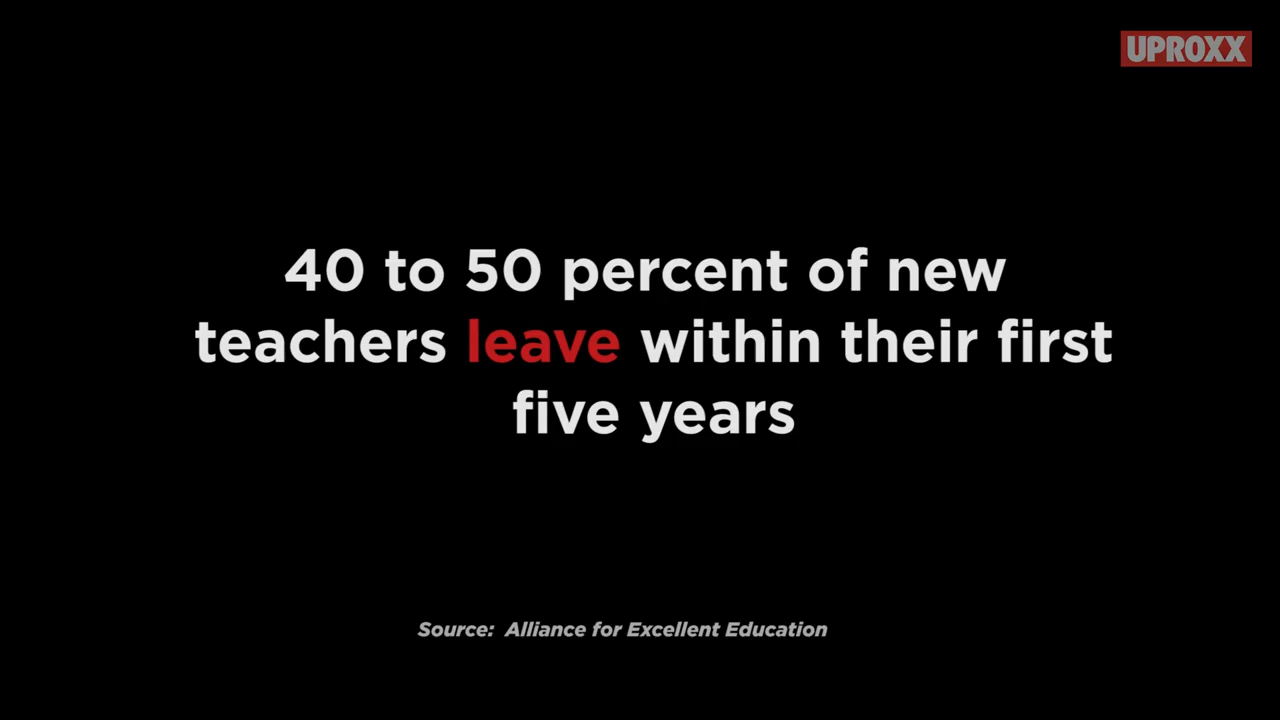 UPROXX
40 to 50 percent of new
teachers leave within their first
five years
Source: Alliance for Excellent Education